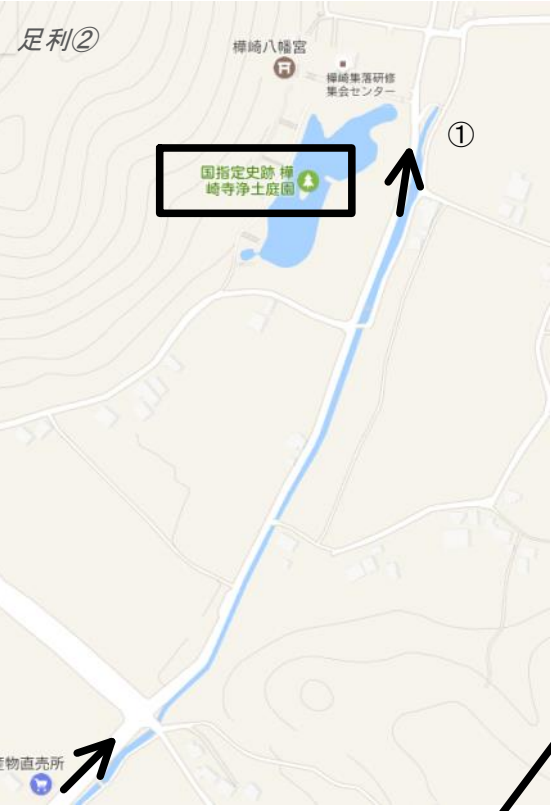 足利②
樺崎八幡宮
樺崎集落研修
集会センター
①
国指定史跡 樺
崎寺浄土庭園
産物直売所